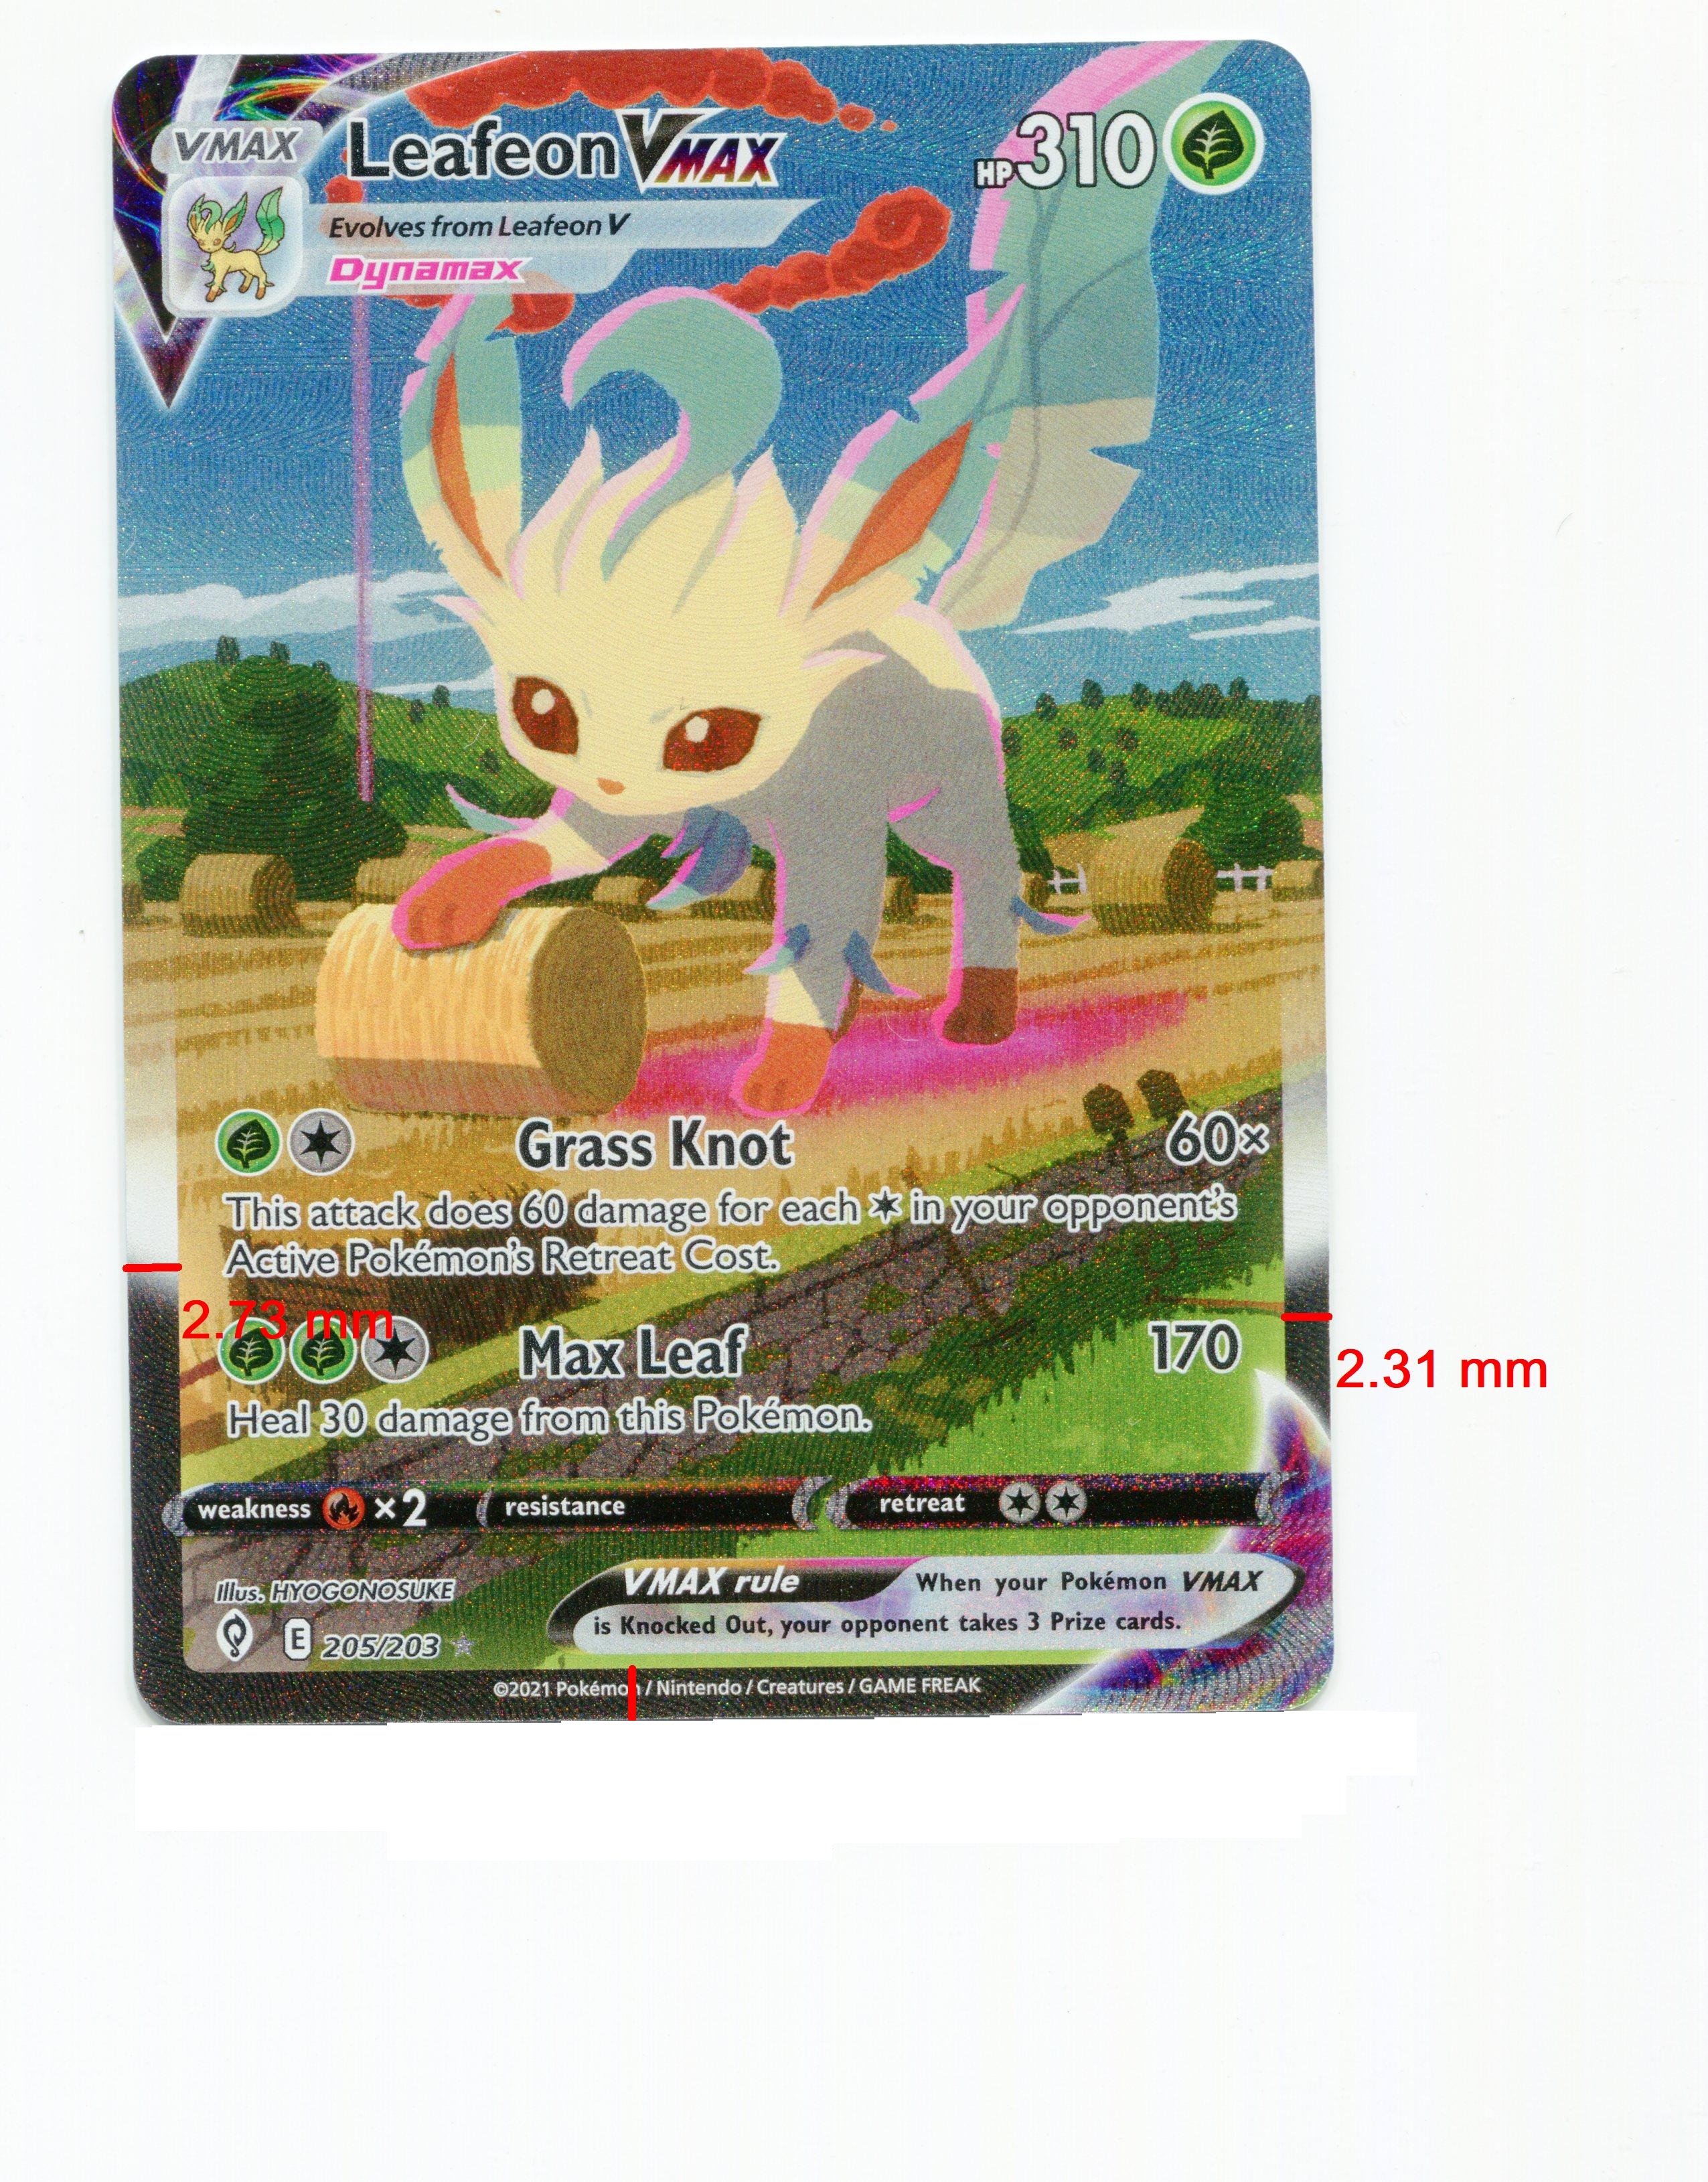 VMAX
Leafeon VMAX
HP 310
Evolves from Leafeon V
Dynamax
Grass Knot 60×
This attack does 60 damage for each ✶ in your opponent's
Active Pokémon's Retreat Cost.
2.73 mm
Max Leaf 170
2.31 mm
Heal 30 damage from this Pokémon.
weakness ×2 resistance retreat
Illus. HYOGONOSUKE
VMAX rule When your Pokémon VMAX
is Knocked Out, your opponent takes 3 Prize cards.
E 205/203
©2021 Pokémon / Nintendo / Creatures / GAME FREAK